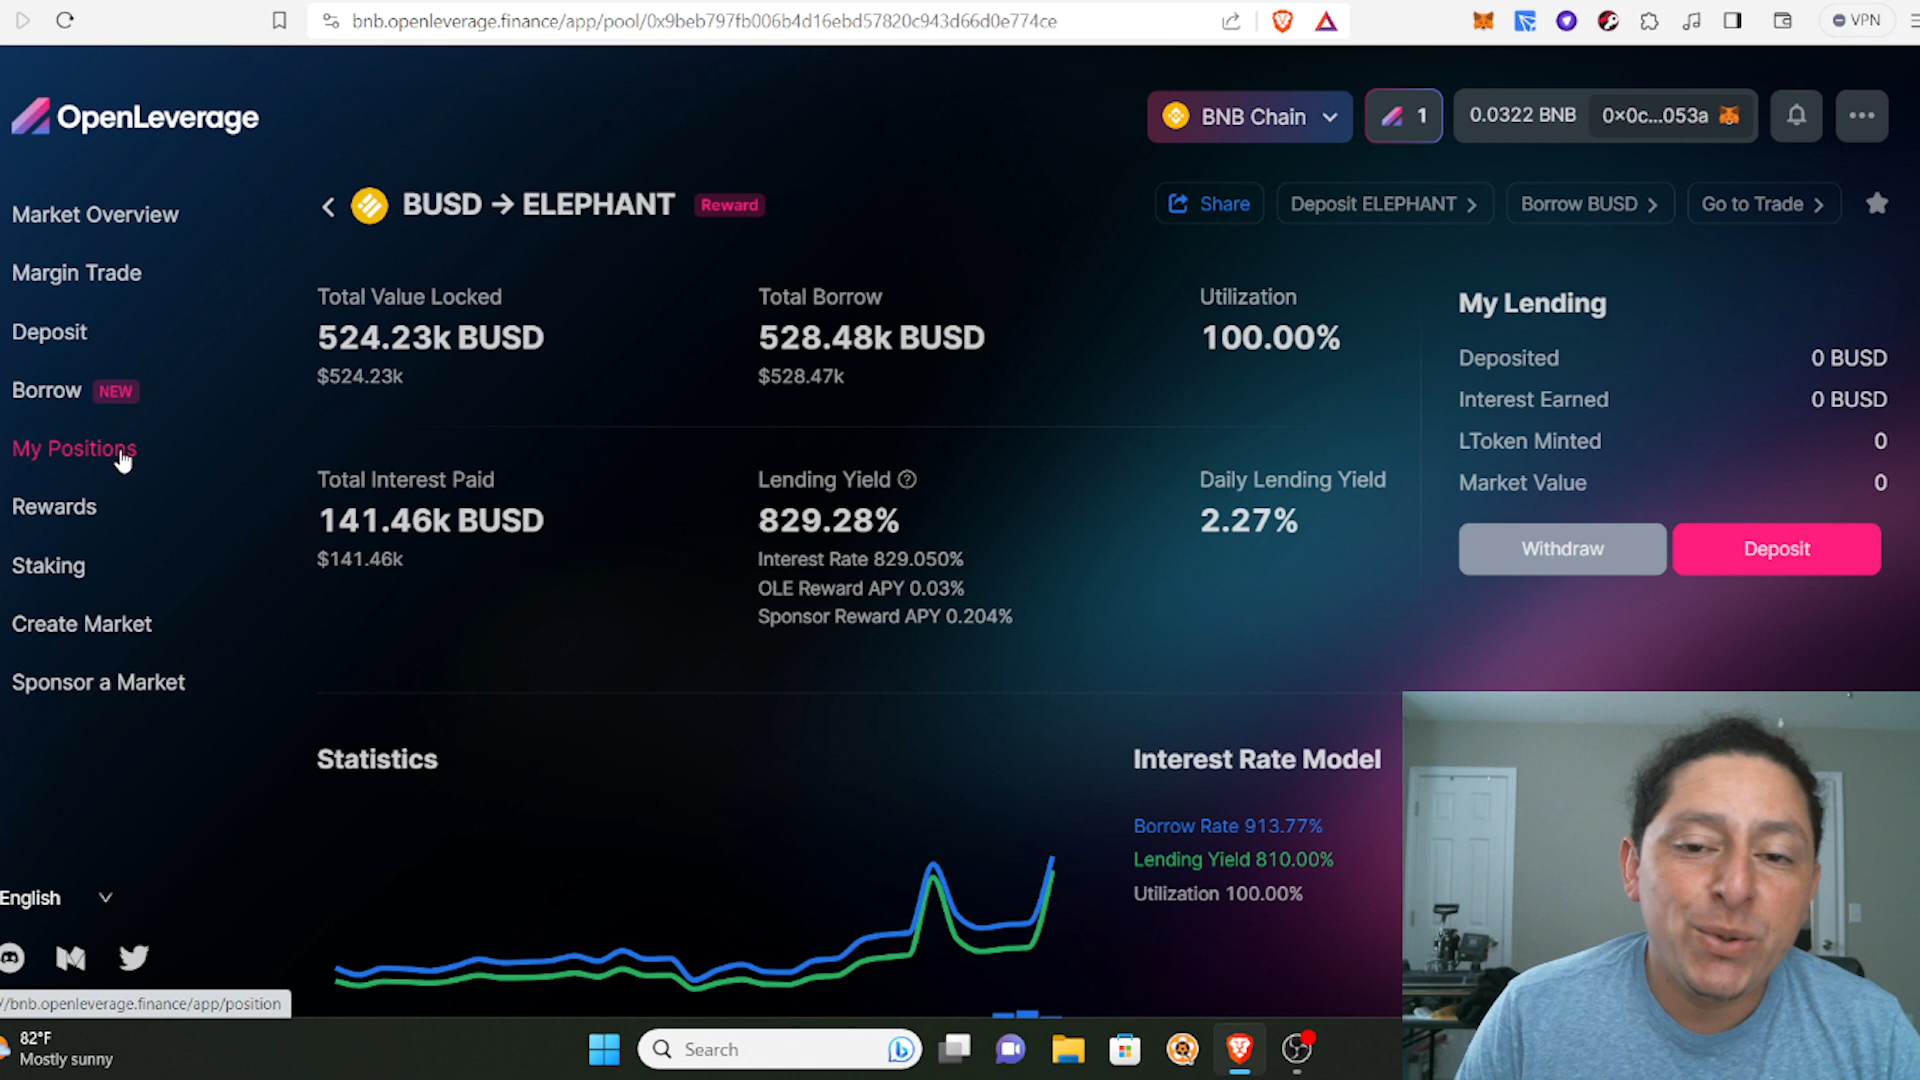 bnb.openleverage.finance/app/pool/0x9beb797fb006b4d16ebd57820c943d66d0e774ce
VPN
OpenLeverage
BNB Chain
1
0.0322 BNB
0×0c...053a
Market Overview
Margin Trade
Deposit
Borrow NEW
My Positions
Rewards
Staking
Create Market
Sponsor a Market
BUSD → ELEPHANT Reward
Share
Deposit ELEPHANT >
Borrow BUSD >
Go to Trade >
Total Value Locked
524.23k BUSD
$524.23k
Total Borrow
528.48k BUSD
$528.47k
Utilization
100.00%
Total Interest Paid
141.46k BUSD
$141.46k
Lending Yield
829.28%
Interest Rate 829.050%
OLE Reward APY 0.03%
Sponsor Reward APY 0.204%
Daily Lending Yield
2.27%
My Lending
Deposited 0 BUSD
Interest Earned 0 BUSD
LToken Minted 0
Market Value 0
Withdraw
Deposit
Statistics
Interest Rate Model
Borrow Rate 913.77%
Lending Yield 810.00%
Utilization 100.00%
English
//bnb.openleverage.finance/app/position
82°F
Mostly sunny
Search